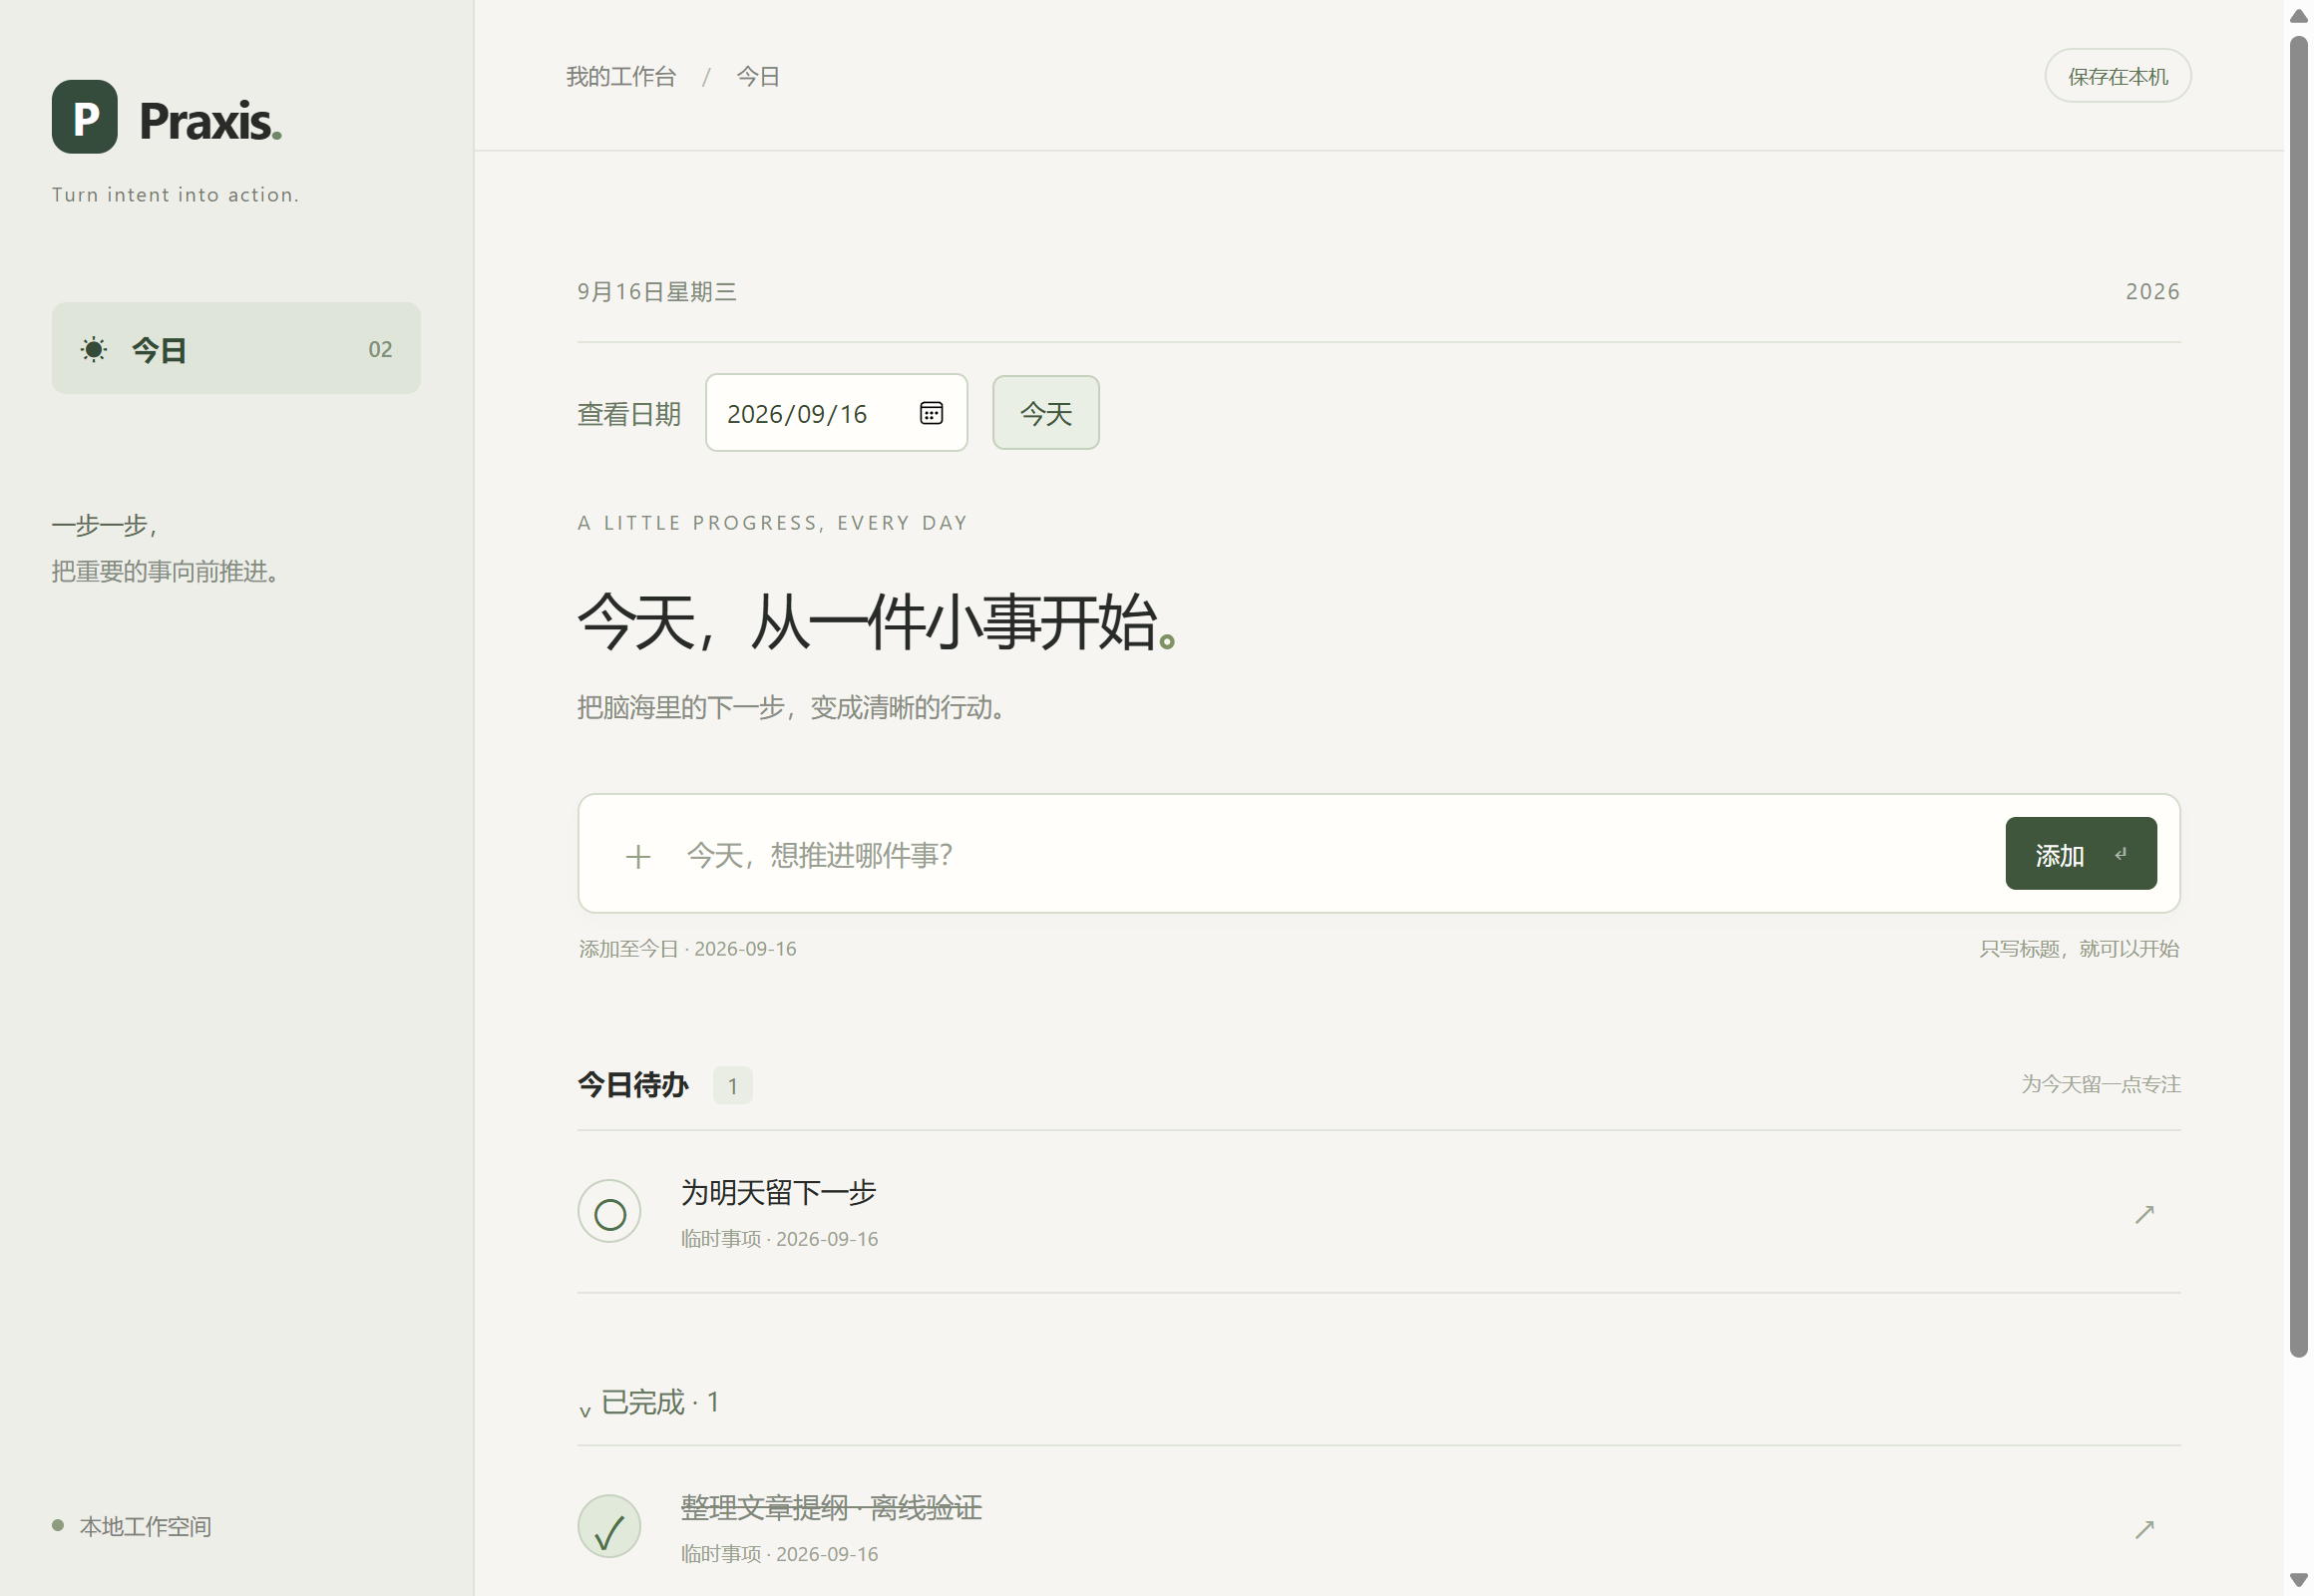 P Praxis.
Turn intent into action.
今日 02
一步一步，
把重要的事向前推进。
本地工作空间
我的工作台 / 今日
保存在本机
9月16日星期三 2026
查看日期 2026/09/16 今天
A LITTLE PROGRESS, EVERY DAY
今天，从一件小事开始。
把脑海里的下一步，变成清晰的行动。
今天，想推进哪件事？ 添加
添加至今日 · 2026-09-16 只写标题，就可以开始
今日待办 1 为今天留一点专注
为明天留下一步
临时事项 · 2026-09-16
已完成 · 1
整理文章提纲 · 离线验证
临时事项 · 2026-09-16